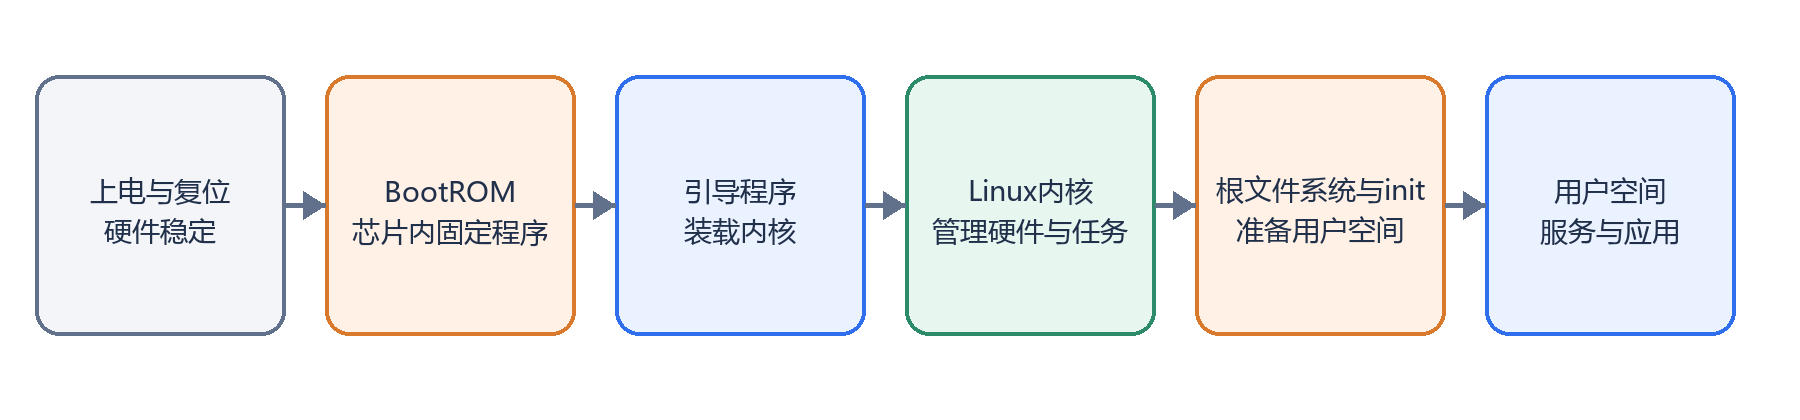 上电与复位
硬件稳定
BootROM
芯片内固定程序
引导程序
装载内核
Linux内核
管理硬件与任务
根文件系统与init
准备用户空间
用户空间
服务与应用